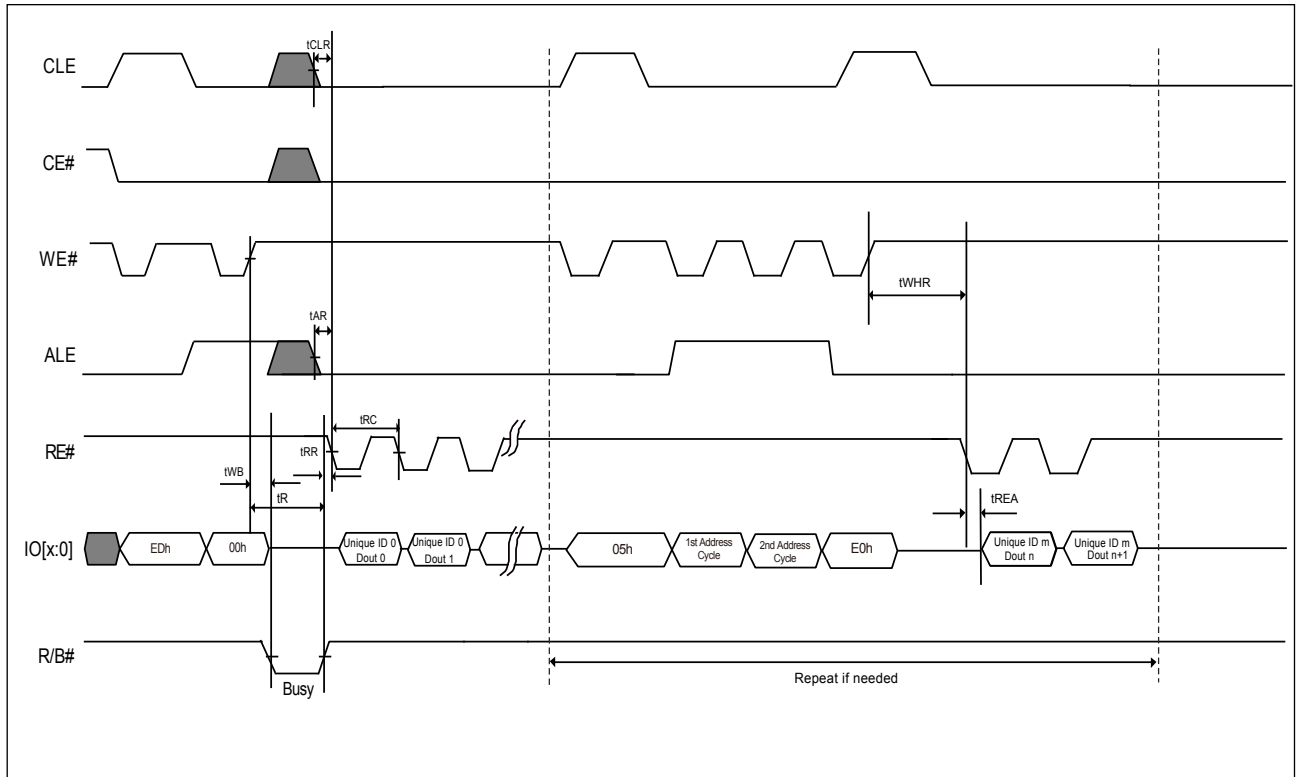 tCLR
CLE
CE#
WE#
tWHR
tAR
ALE
tRC
RE#
tRR
tWB
tR
tREA
IO[x:0]
EDh
00h
Unique ID 0
Dout 0
Unique ID 0
Dout 1
05h
1st Address
Cycle
2nd Address
Cycle
E0h
Unique ID m
Dout n
Unique ID m
Dout n+1
R/B#
Busy
Repeat if needed